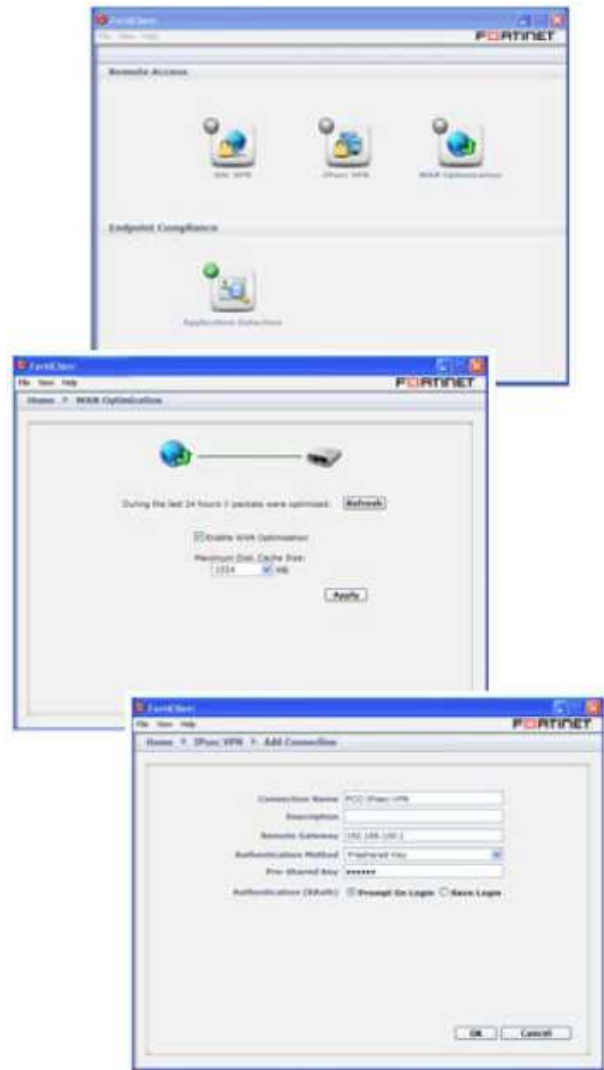 FortiClient
File View Help
FORTINET
Remote Access
SSL VPN
IPsec VPN
WAN Optimization
Endpoint Compliance
Application Detection
FortiClient
File View Help
FORTINET
Home WAN Optimization
During the last 24 hours packets were optimized. Refresh
Enable WAN Optimization
Maximum Disk Cache Size:
MB
Apply
FortiClient
File View Help
FORTINET
Home IPsec VPN Add Connection
Connection Name
IPsec VPN
Description
Remote Gateway
Authentication Method Preshared Key
Pre-Shared Key ••••••
Authentication (XAuth) Prompt On Login Save Login
OK Cancel